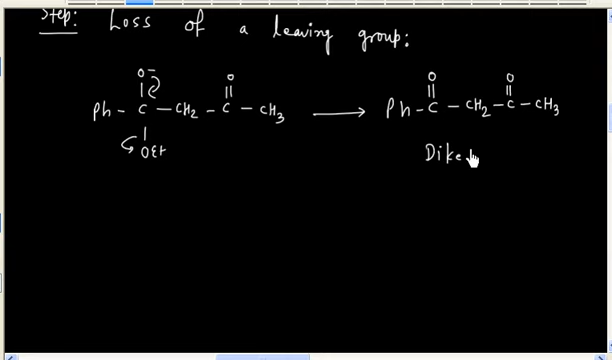 Step: Loss of a leaving group:
O⁻ O O O
Ph - C - CH₂ - C - CH₃ → Ph - C - CH₂ - C - CH₃
OEt
Dike